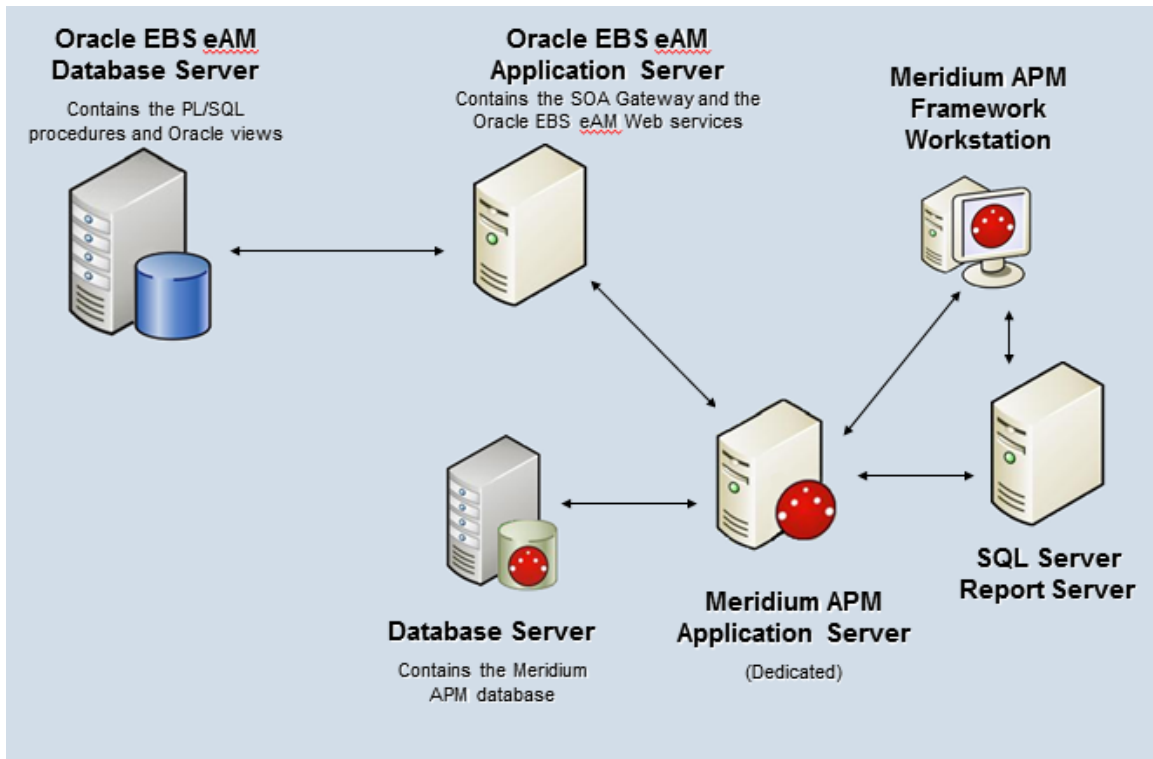 Oracle EBS eAM
Database Server
Contains the PL/SQL
procedures and Oracle views
Oracle EBS eAM
Application Server
Contains the SOA Gateway and the
Oracle EBS eAM Web services
Meridium APM
Framework
Workstation
SQL Server
Report Server
Meridium APM
Application Server
(Dedicated)
Database Server
Contains the Meridium
APM database